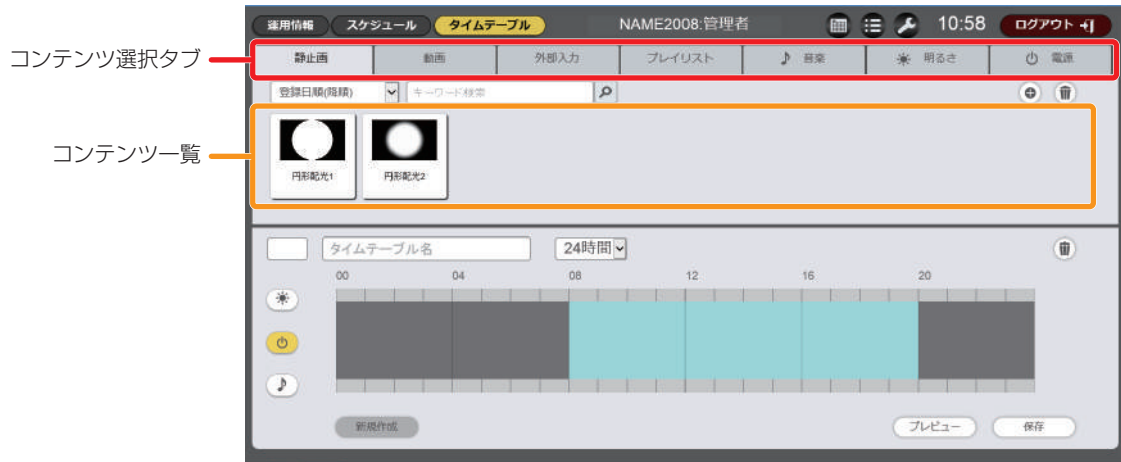 運用情報 スケジュール タイムテーブル NAME2008:管理者 10:58 ログアウト
コンテンツ選択タブ
静止画 動画 外部入力 プレイリスト 音楽 明るさ 電源
登録日順(降順) キーワード検索
コンテンツ一覧
円形配光1 円形配光2
タイムテーブル名 24時間
00 04 08 12 16 20
新規作成 プレビュー 保存